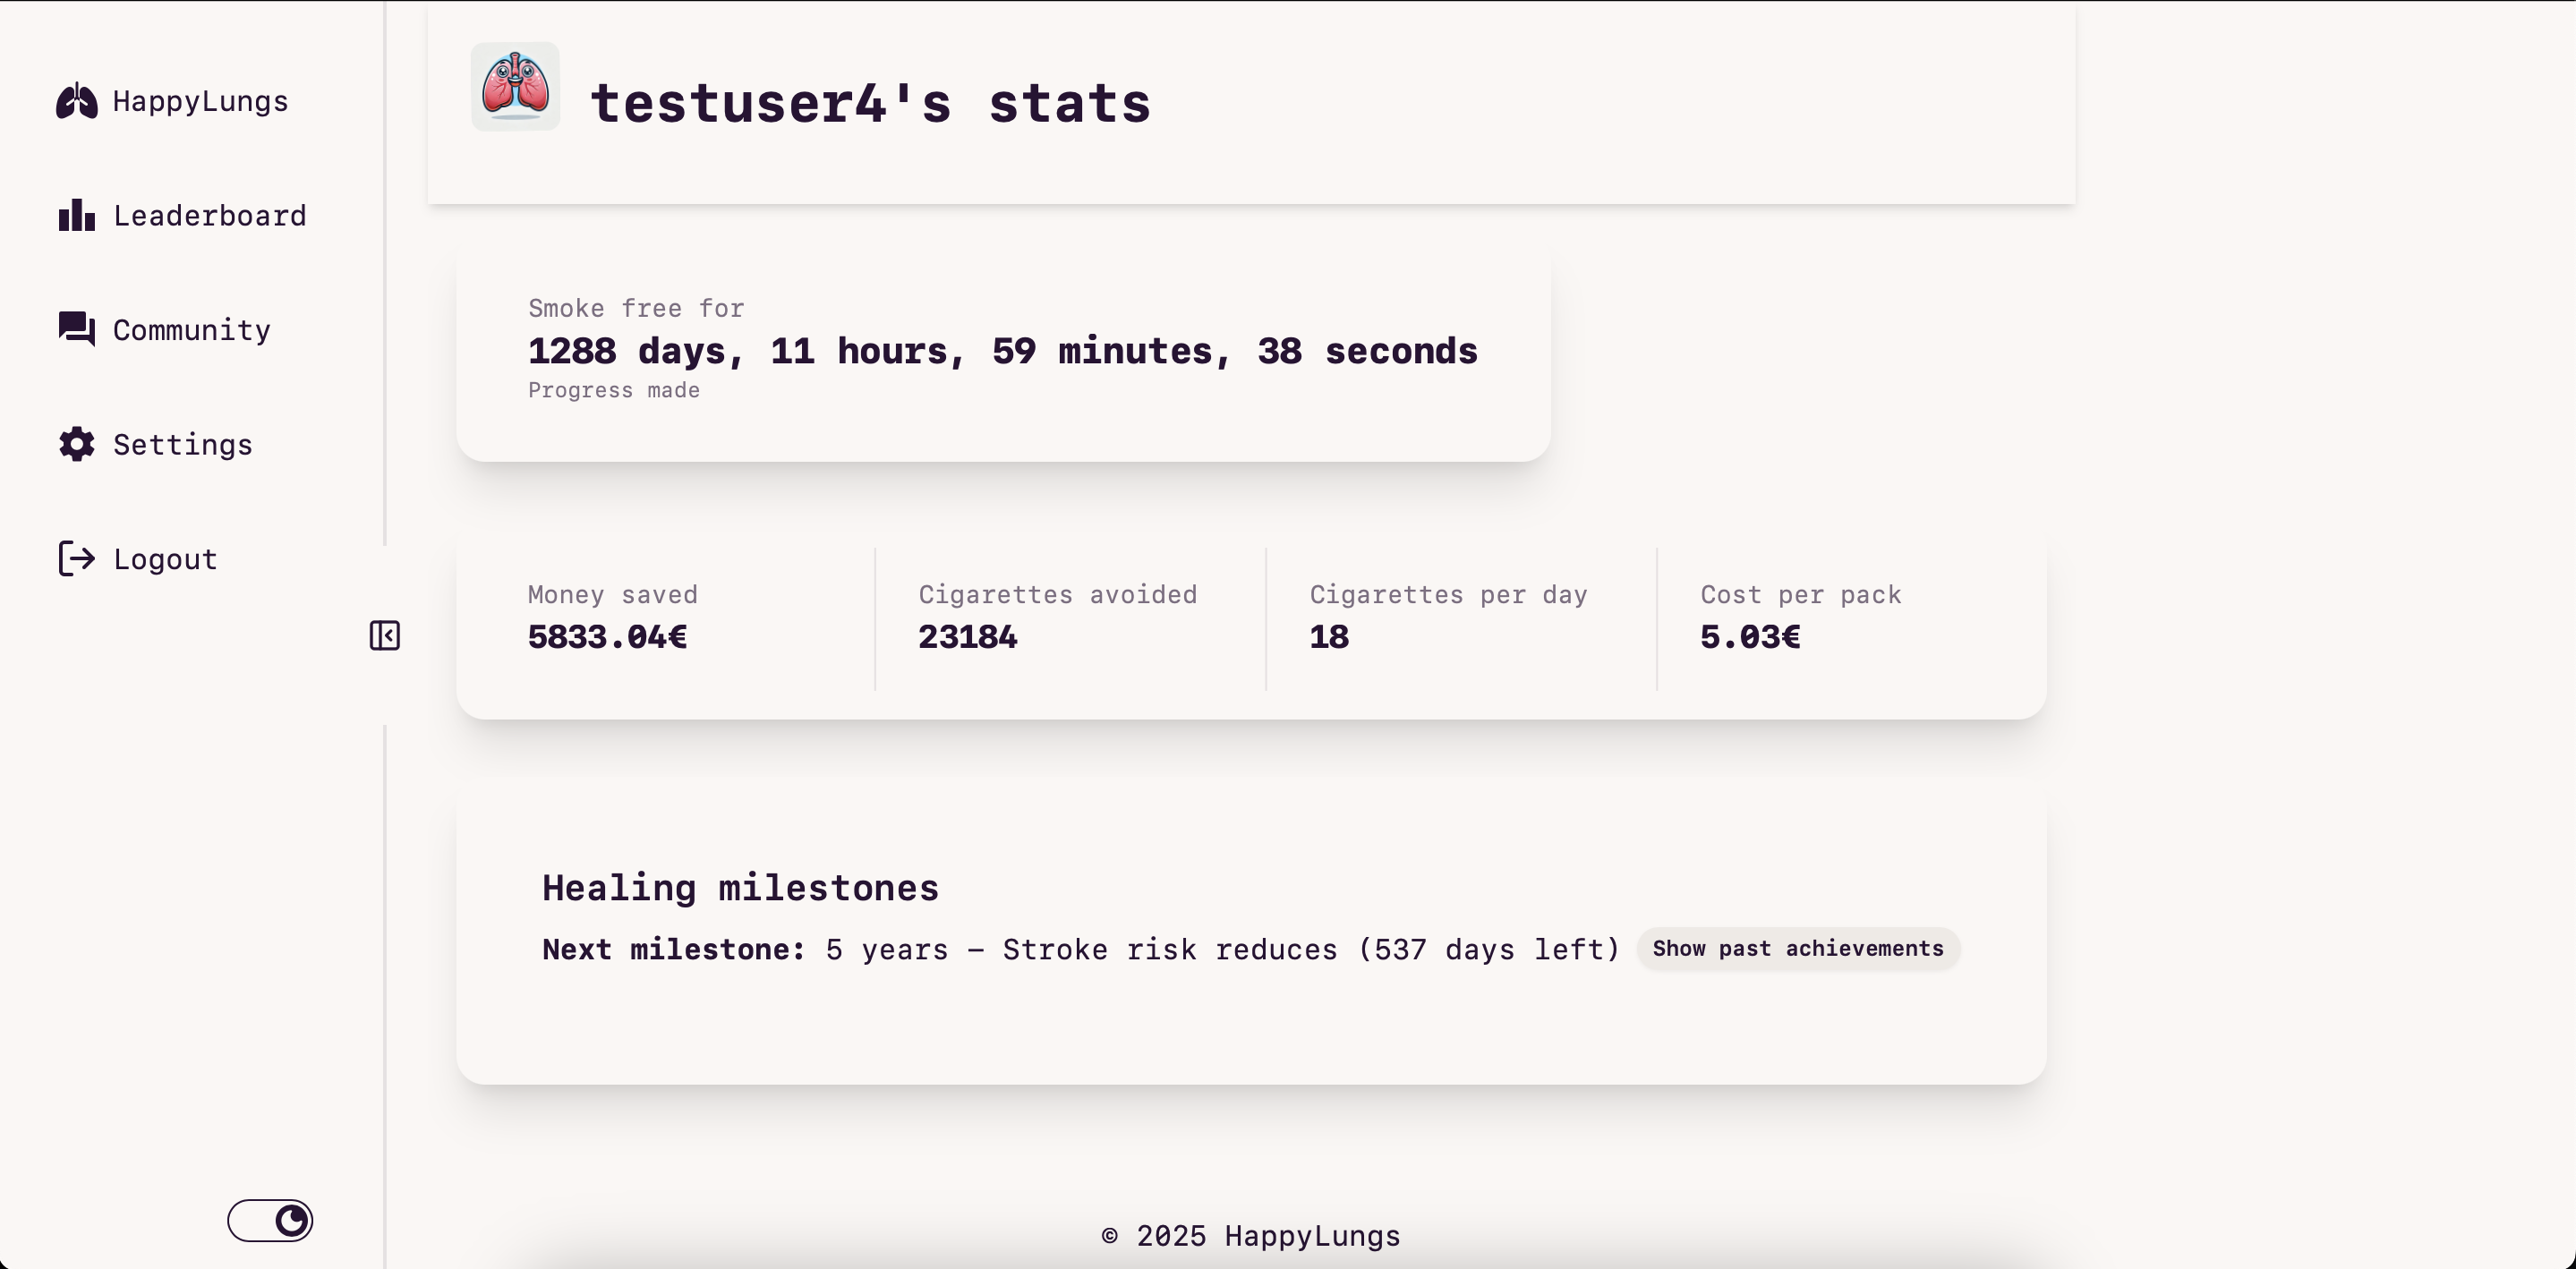 HappyLungs
Leaderboard
Community
Settings
Logout
testuser4's stats
Smoke free for
1288 days, 11 hours, 59 minutes, 38 seconds
Progress made
Money saved
5833.04€
Cigarettes avoided
23184
Cigarettes per day
18
Cost per pack
5.03€
Healing milestones
Next milestone: 5 years – Stroke risk reduces (537 days left) Show past achievements
© 2025 HappyLungs